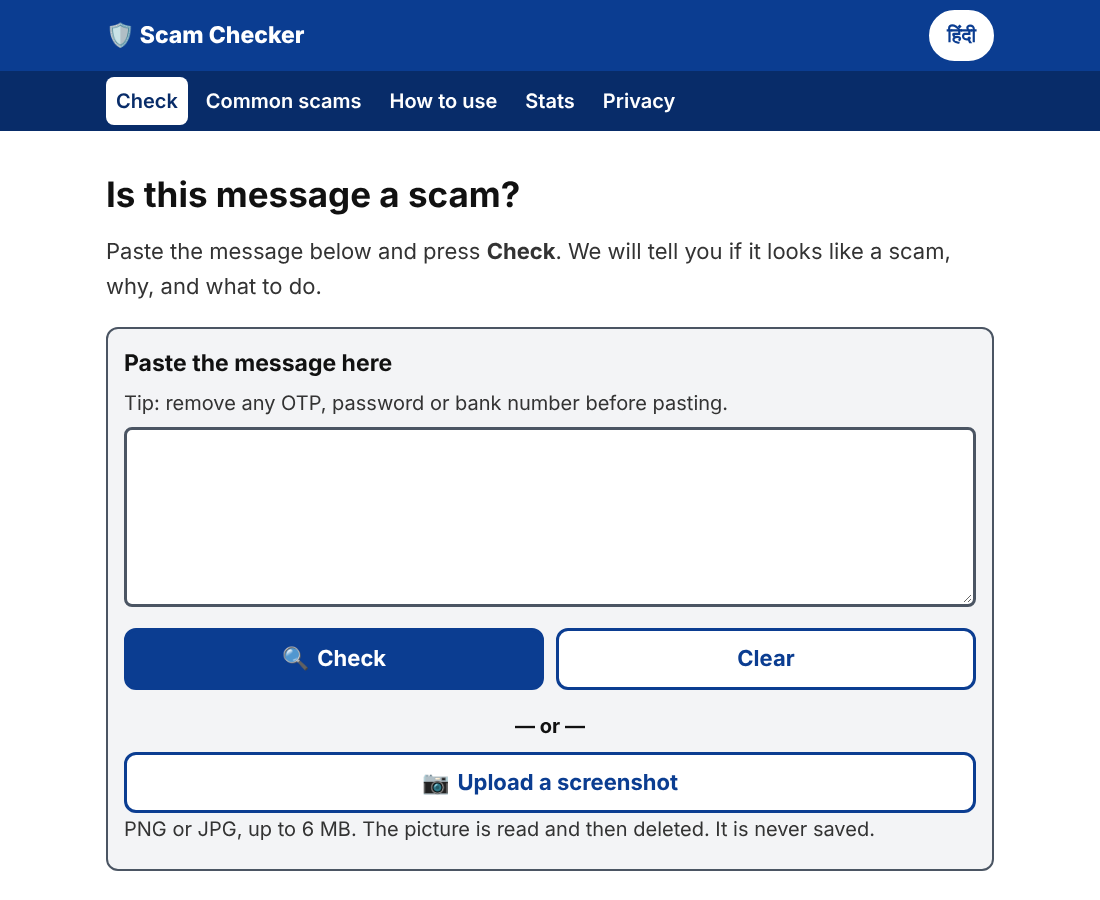 🛡️ Scam Checker
हिंदी
Check
Common scams
How to use
Stats
Privacy
Is this message a scam?
Paste the message below and press Check. We will tell you if it looks like a scam,
why, and what to do.
Paste the message here
Tip: remove any OTP, password or bank number before pasting.
🔍 Check
Clear
— or —
📷 Upload a screenshot
PNG or JPG, up to 6 MB. The picture is read and then deleted. It is never saved.